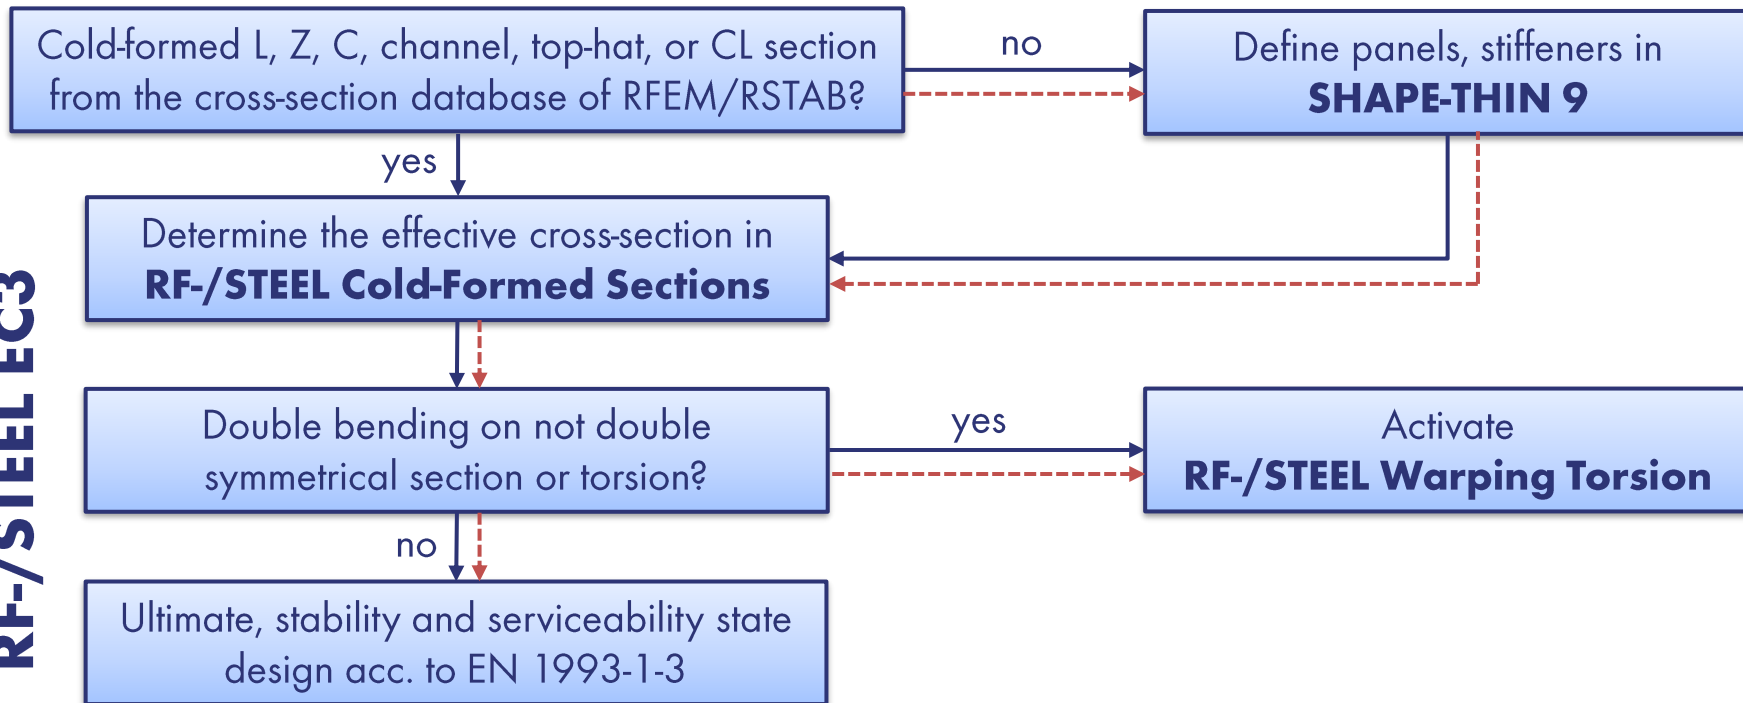 Cold-formed L, Z, C, channel, top-hat, or CL section
from the cross-section database of RFEM/RSTAB?
no
Define panels, stiffeners in
SHAPE-THIN 9
yes
Determine the effective cross-section in
RF-/STEEL Cold-Formed Sections
RF-/STEEL EC3
Double bending on not double
symmetrical section or torsion?
yes
Activate
RF-/STEEL Warping Torsion
no
Ultimate, stability and serviceability state
design acc. to EN 1993-1-3